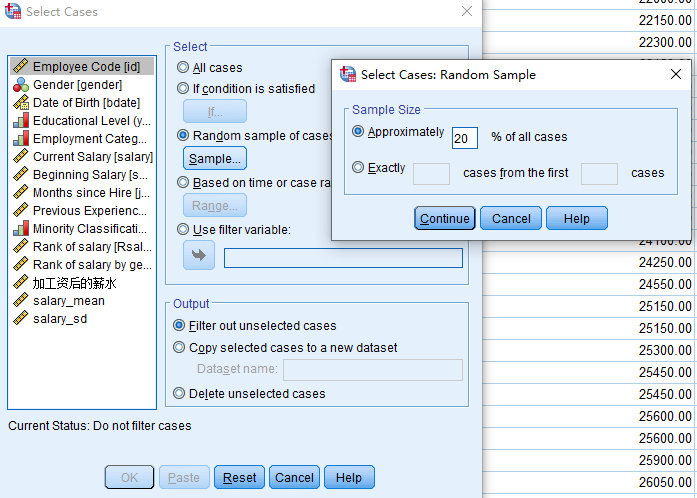 Select Cases
Employee Code [id]
Gender [gender]
Date of Birth [bdate]
Educational Level (y...
Employment Categ...
Current Salary [salary]
Beginning Salary [s...
Months since Hire [j...
Previous Experienc...
Minority Classificati...
Rank of salary [Rsal...
Rank of salary by ge...
加工资后的薪水
salary_mean
salary_sd
Select
All cases
If condition is satisfied
If...
Random sample of cases
Sample...
Based on time or case ra
Range...
Use filter variable:
Output
Filter out unselected cases
Copy selected cases to a new dataset
Dataset name:
Delete unselected cases
Current Status: Do not filter cases
OK
Paste
Reset
Cancel
Help
Select Cases: Random Sample
Sample Size
Approximately 20 % of all cases
Exactly cases from the first cases
Continue
Cancel
Help
22150.00
22300.00
24250.00
24550.00
25150.00
25150.00
25300.00
25450.00
25450.00
25600.00
25600.00
25900.00
26050.00